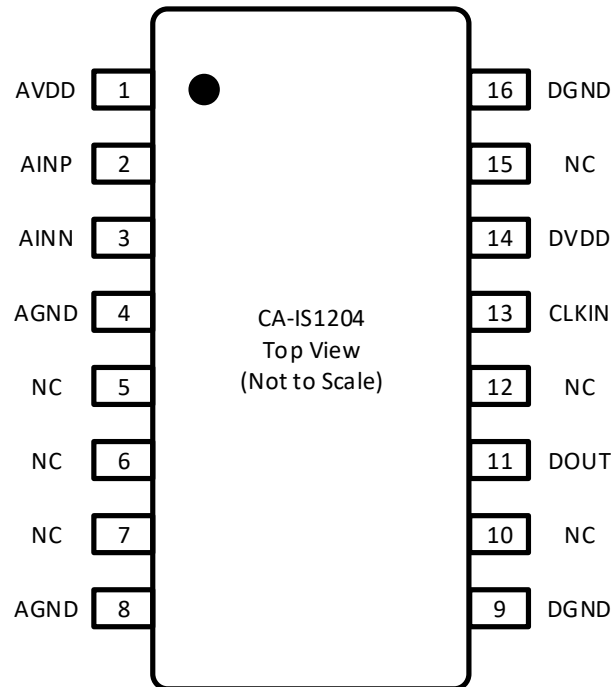 AVDD 1 16 DGND
AINP 2 15 NC
AINN 3 14 DVDD
AGND 4 13 CLKIN
CA-IS1204
Top View
(Not to Scale)
NC 5 12 NC
NC 6 11 DOUT
NC 7 10 NC
AGND 8 9 DGND